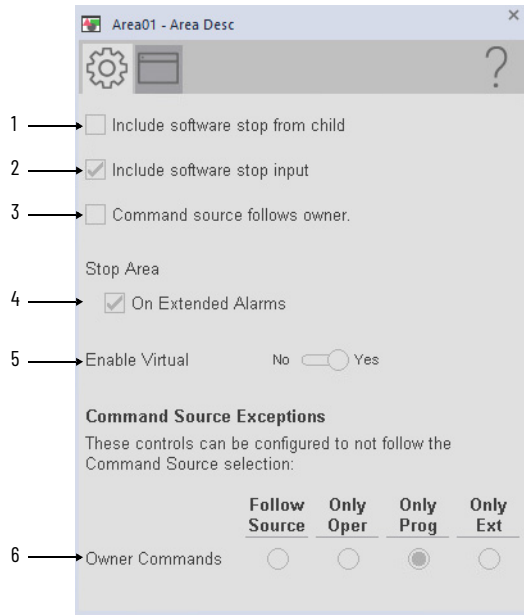 Area01 - Area Desc
×
?
1 Include software stop from child
2 Include software stop input
3 Command source follows owner.
Stop Area
4 On Extended Alarms
5 Enable Virtual No Yes
Command Source Exceptions
These controls can be configured to not follow the
Command Source selection:
Follow Only Only Only
Source Oper Prog Ext
6 Owner Commands